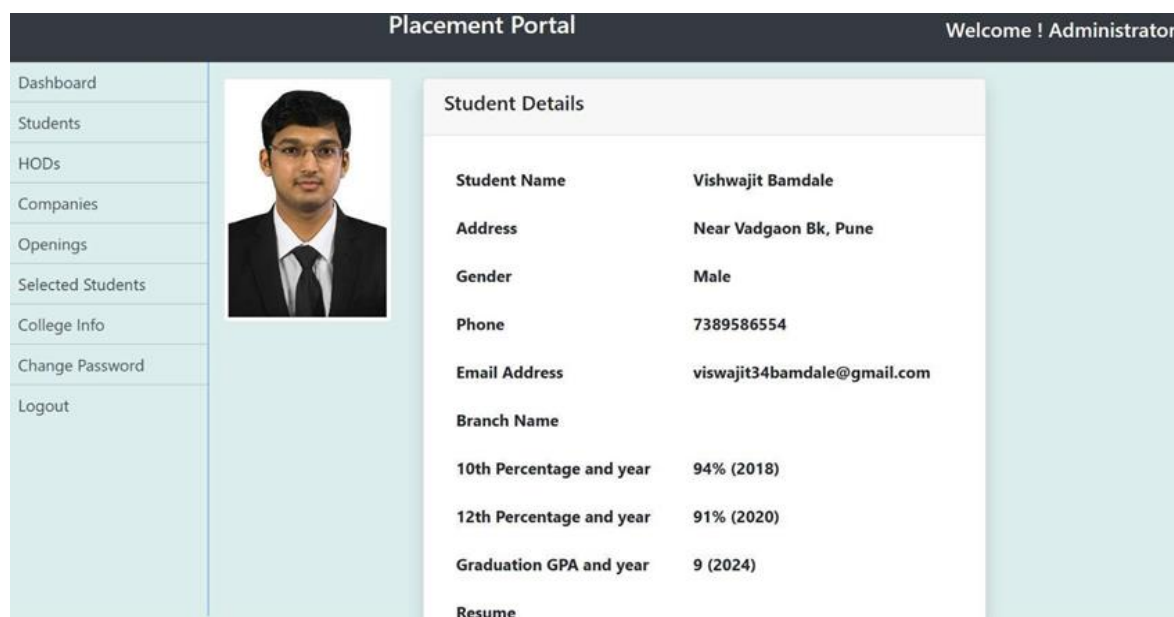 Placement Portal
Welcome ! Administrator
Dashboard
Students
HODs
Companies
Openings
Selected Students
College Info
Change Password
Logout
Student Details
Student Name Vishwajit Bamdale
Address Near Vadgaon Bk, Pune
Gender Male
Phone 7389586554
Email Address viswajit34bamdale@gmail.com
Branch Name
10th Percentage and year 94% (2018)
12th Percentage and year 91% (2020)
Graduation GPA and year 9 (2024)
Resume